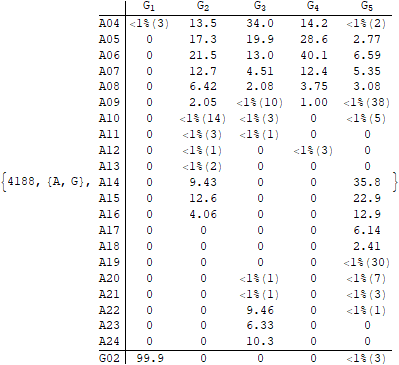 G1 G2 G3 G4 G5
A04 <1%(3) 13.5 34.0 14.2 <1%(2)
A05 0 17.3 19.9 28.6 2.77
A06 0 21.5 13.0 40.1 6.59
A07 0 12.7 4.51 12.4 5.35
A08 0 6.42 2.08 3.75 3.08
A09 0 2.05 <1%(10) 1.00 <1%(38)
A10 0 <1%(14) <1%(3) 0 <1%(5)
A11 0 <1%(3) <1%(1) 0 0
A12 0 <1%(1) 0 <1%(3) 0
A13 0 <1%(2) 0 0 0
{4188, {A, G}, A14 0 9.43 0 0 35.8 }
A15 0 12.6 0 0 22.9
A16 0 4.06 0 0 12.9
A17 0 0 0 0 6.14
A18 0 0 0 0 2.41
A19 0 0 0 0 <1%(30)
A20 0 0 <1%(1) 0 <1%(7)
A21 0 0 <1%(1) 0 <1%(3)
A22 0 0 9.46 0 <1%(1)
A23 0 0 6.33 0 0
A24 0 0 10.3 0 0
G02 99.9 0 0 0 <1%(3)